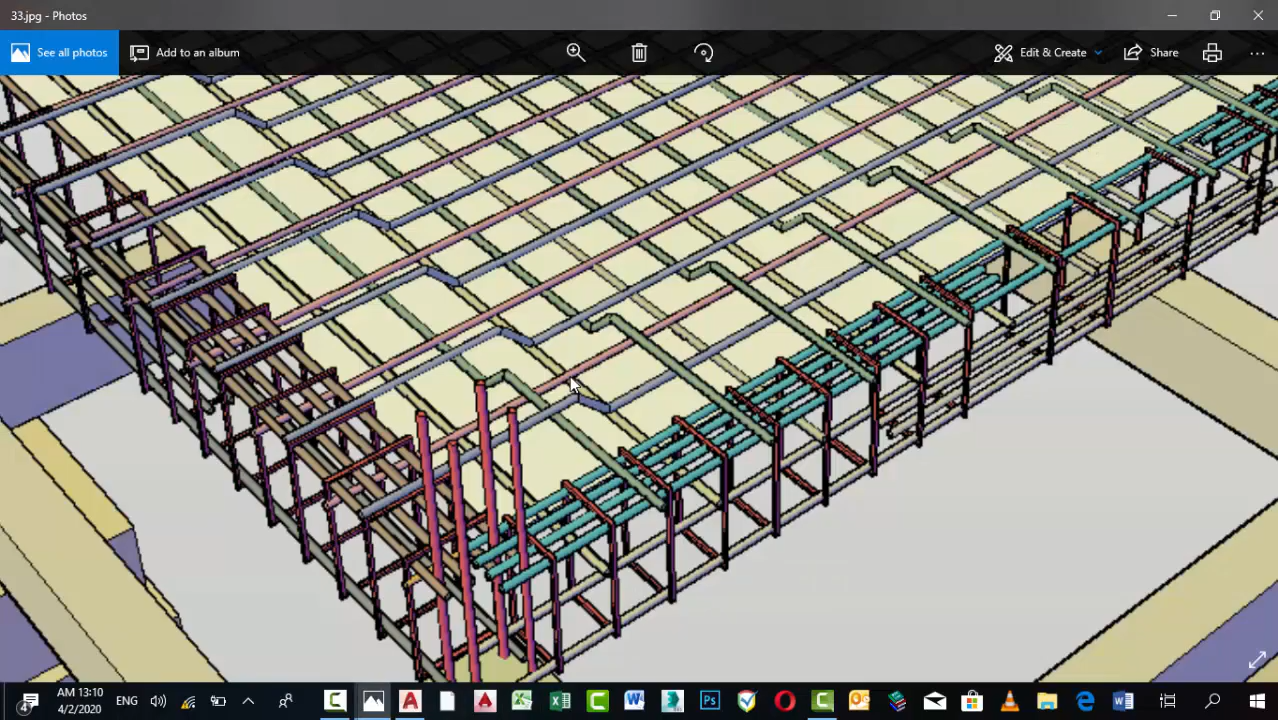 33.jpg - Photos
See all photos
Add to an album
Edit & Create
Share
AM 13:10
4/2/2020
ENG
4